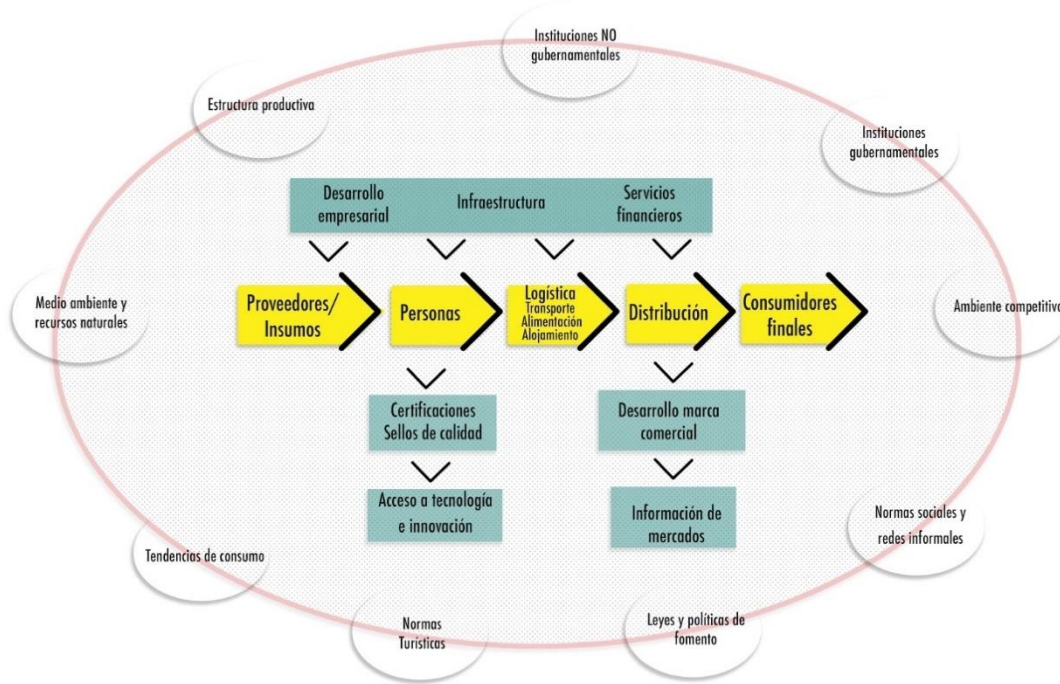 Instituciones NO
gubernamentales
Estructura productiva
Instituciones
gubernamentales
Desarrollo
empresarial
Infraestructura
Servicios
financieros
Medio ambiente y
recursos naturales
Proveedores/
Insumos
Personas
Logística
Transporte
Alimentación
Alojamiento
Distribución
Consumidores
finales
Ambiente competitivo
Certificaciones
Sellos de calidad
Desarrollo marca
comercial
Acceso a tecnología
e innovación
Información de
mercados
Normas sociales y
redes informales
Tendencias de consumo
Normas
Turísticas
Leyes y políticas de
fomento